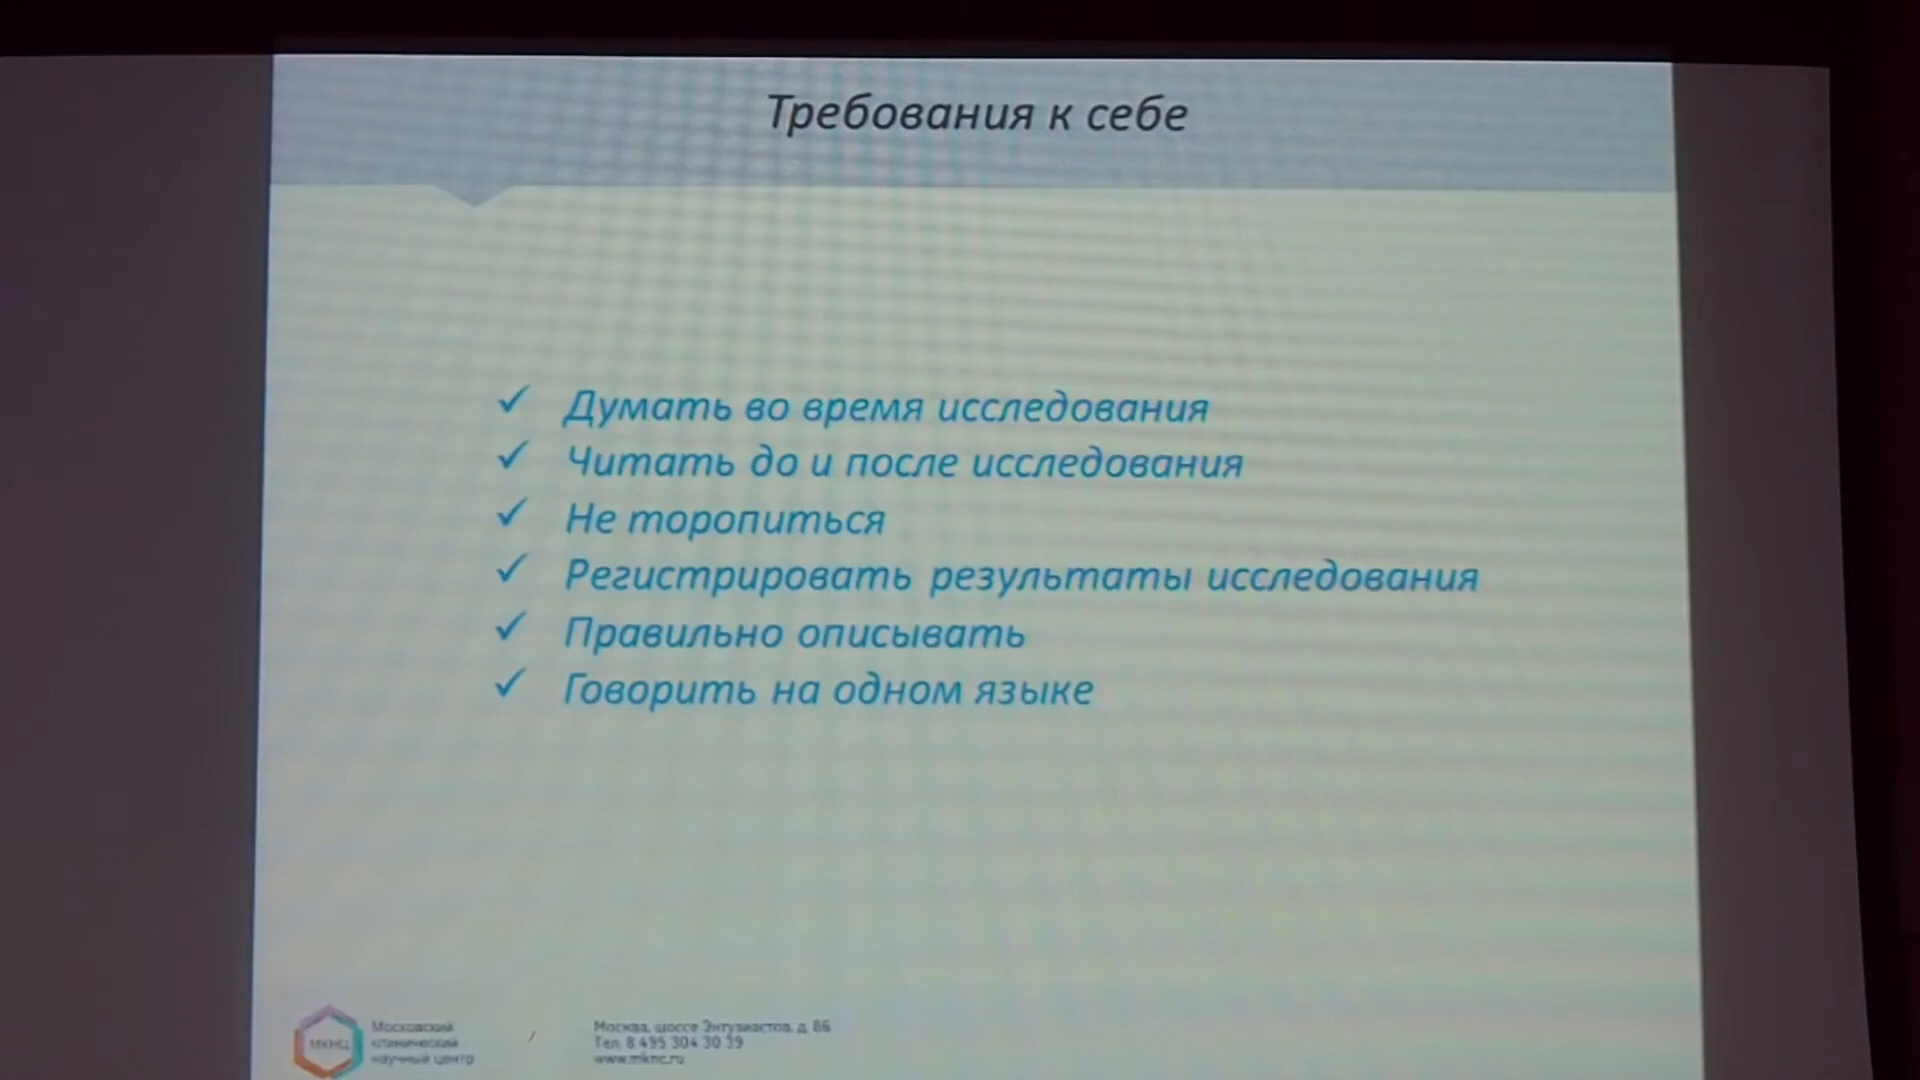 Требования к себе
✓ Думать во время исследования
✓ Читать до и после исследования
✓ Не торопиться
✓ Регистрировать результаты исследования
✓ Правильно описывать
✓ Говорить на одном языке
МКНЦ
Московский
клинический
научный центр
/
Москва, шоссе Энтузиастов, д. 86
Тел. 8 495 304 30 39
www.mknc.ru